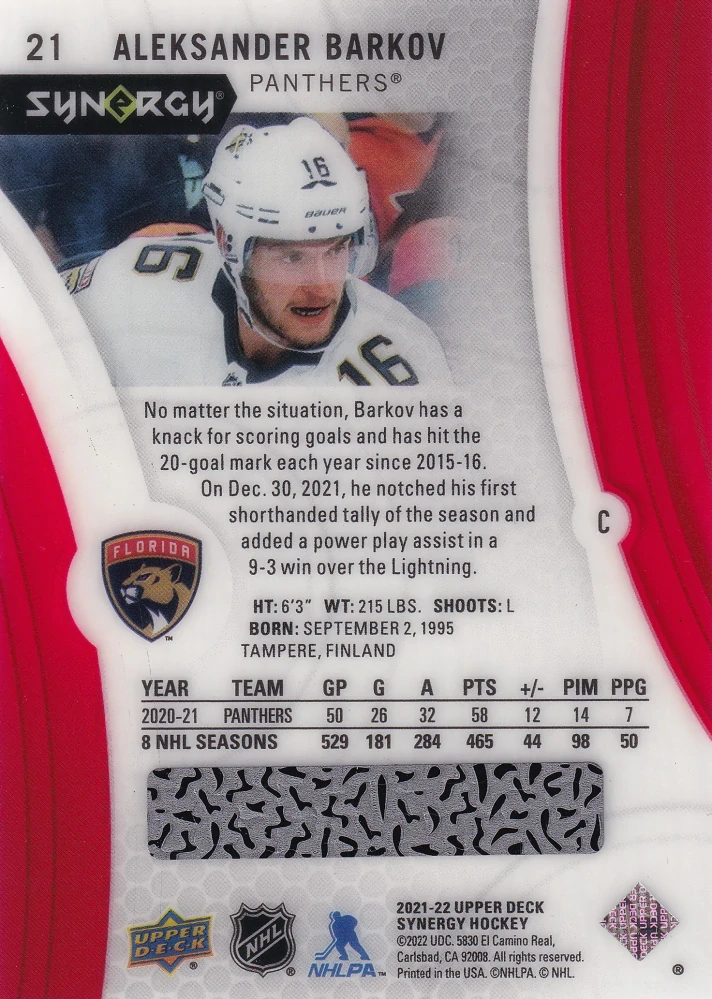 21 ALEKSANDER BARKOV
PANTHERS®
SYNERGY®
16
BAUER
16
16
No matter the situation, Barkov has a
knack for scoring goals and has hit the
20-goal mark each year since 2015-16.
On Dec. 30, 2021, he notched his first
shorthanded tally of the season and
added a power play assist in a
9-3 win over the Lightning.
C
FLORIDA
™
HT: 6'3" WT: 215 LBS. SHOOTS: L
BORN: SEPTEMBER 2, 1995
TAMPERE, FINLAND
YEAR TEAM GP G A PTS +/- PIM PPG
2020-21 PANTHERS 50 26 32 58 12 14 7
8 NHL SEASONS 529 181 284 465 44 98 50
UPPER
DECK®
NHL®
NHLPA™
2021-22 UPPER DECK
SYNERGY HOCKEY
©2022 UDC. 5830 El Camino Real,
Carlsbad, CA 92008. All rights reserved.
Printed in the USA. ©NHLPA. © NHL.
®